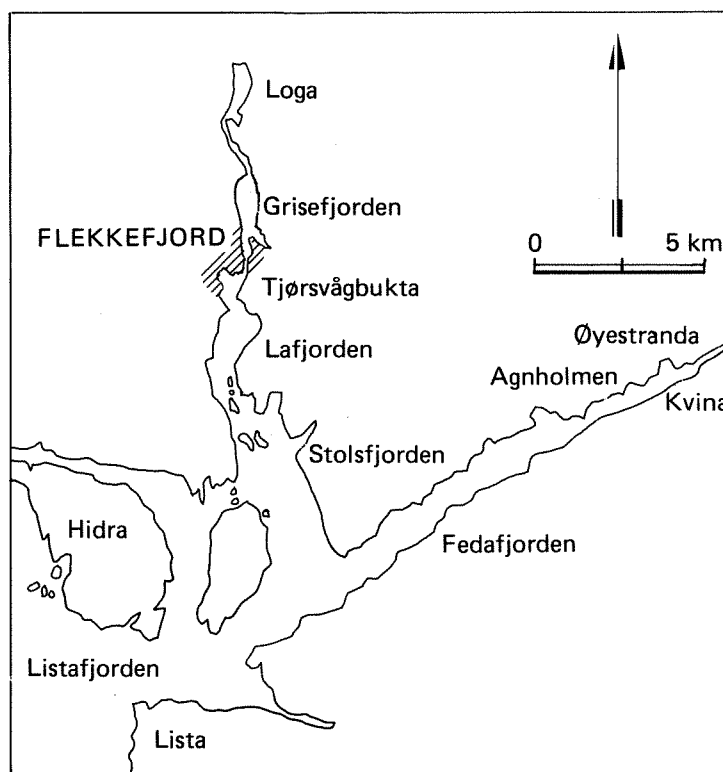 Loga
Grisefjorden
FLEKKEFJORD
0 5 km
Tjørsvågbukta
Øyestranda
Lafjorden
Agnholmen
Kvina
Stolsfjorden
Hidra
Fedafjorden
Listafjorden
Lista